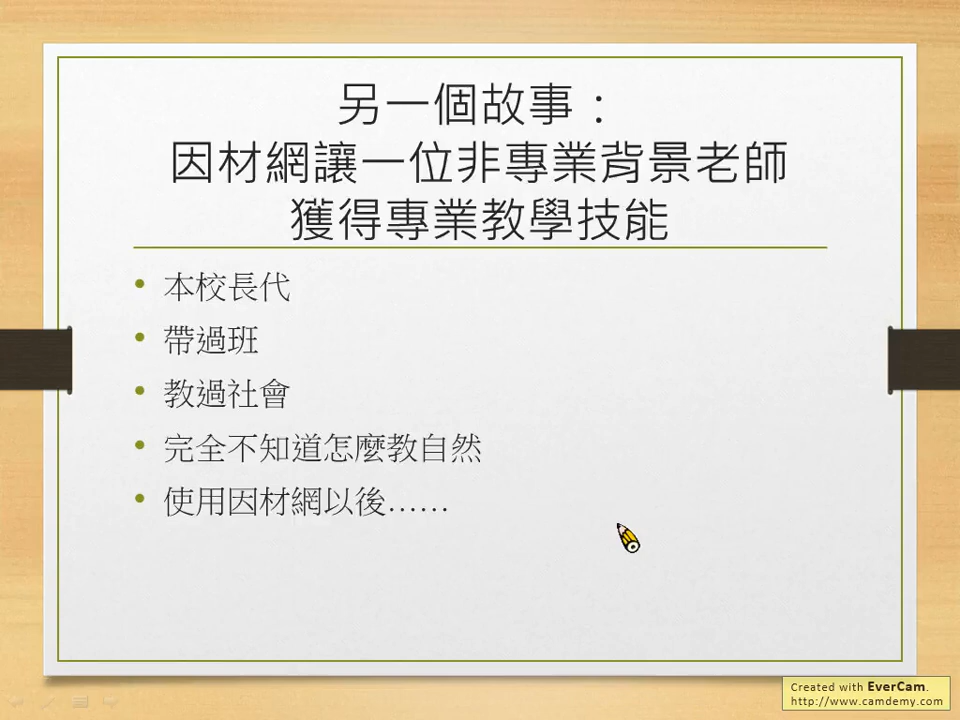 另一個故事：
因材網讓一位非專業背景老師
獲得專業教學技能
• 本校長代
• 帶過班
• 教過社會
• 完全不知道怎麼教自然
• 使用因材網以後……
Created with EverCam.
http://www.camdemy.com